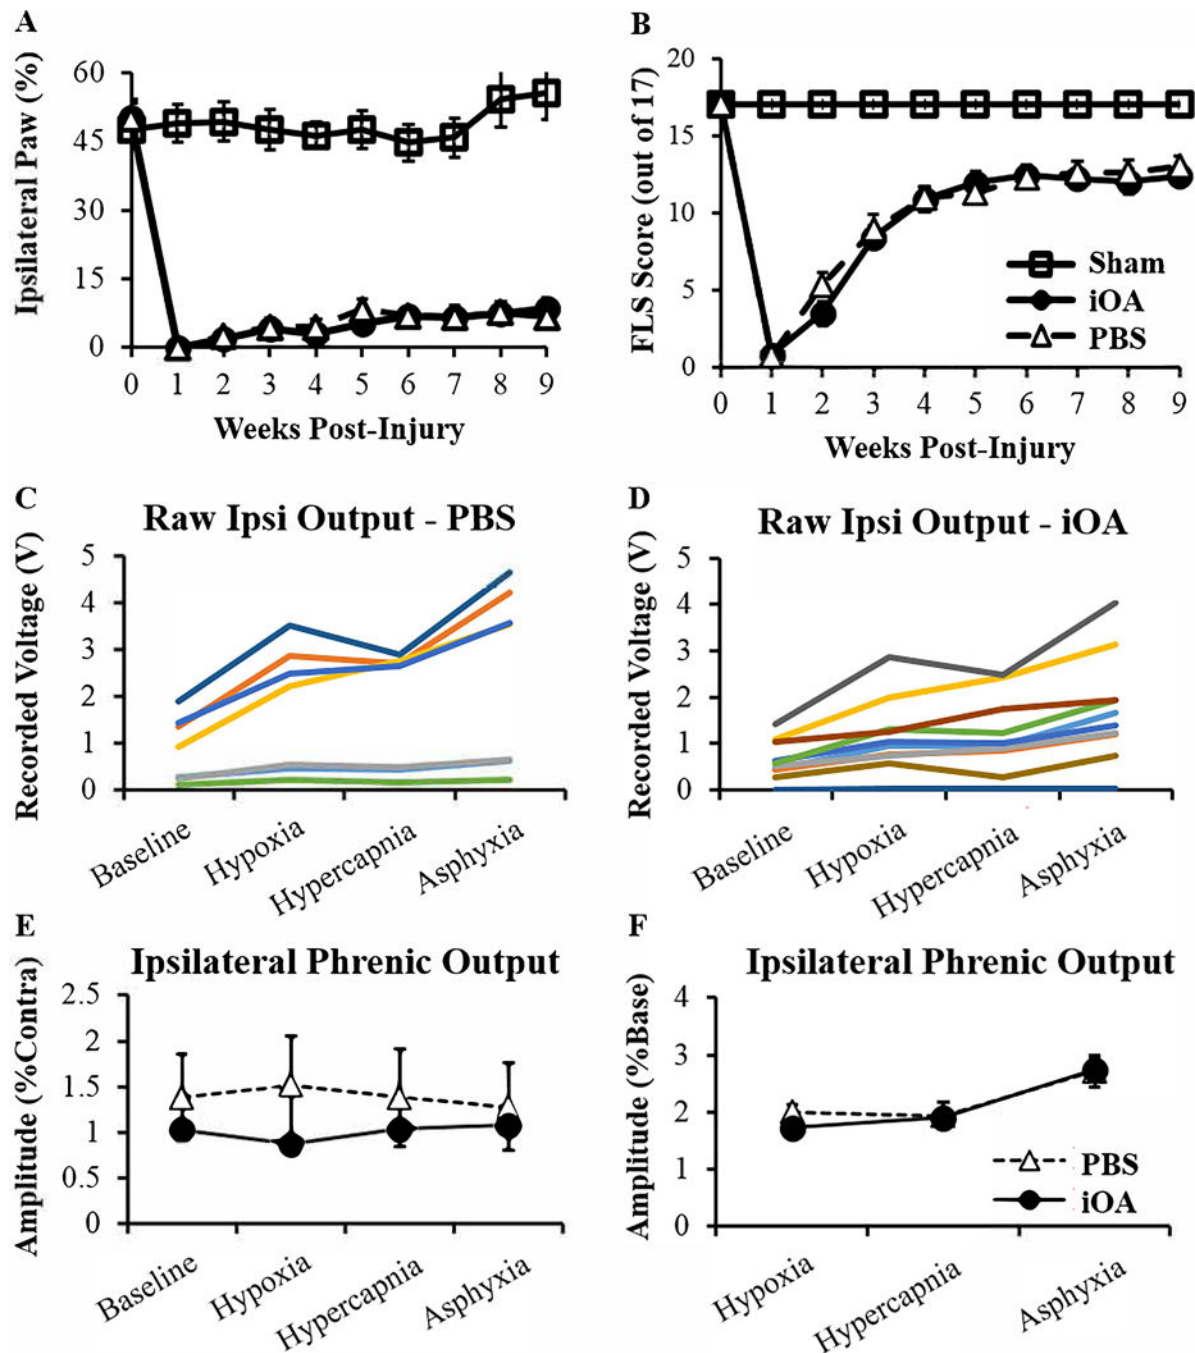 A
Ipsilateral Paw (%)
60
45
30
15
0
0 1 2 3 4 5 6 7 8 9
Weeks Post-Injury
B
FLS Score (out of 17)
20
15
10
5
0
Sham
iOA
PBS
0 1 2 3 4 5 6 7 8 9
Weeks Post-Injury
C
Raw Ipsi Output - PBS
Recorded Voltage (V)
5
4
3
2
1
0
Baseline
Hypoxia
Hypercapnia
Asphyxia
D
Raw Ipsi Output - iOA
Recorded Voltage (V)
5
4
3
2
1
0
Baseline
Hypoxia
Hypercapnia
Asphyxia
E
Ipsilateral Phrenic Output
Amplitude (%Contra)
2.5
2
1.5
1
0.5
0
Baseline
Hypoxia
Hypercapnia
Asphyxia
F
Ipsilateral Phrenic Output
Amplitude (%Base)
4
3
2
1
0
PBS
iOA
Hypoxia
Hypercapnia
Asphyxia